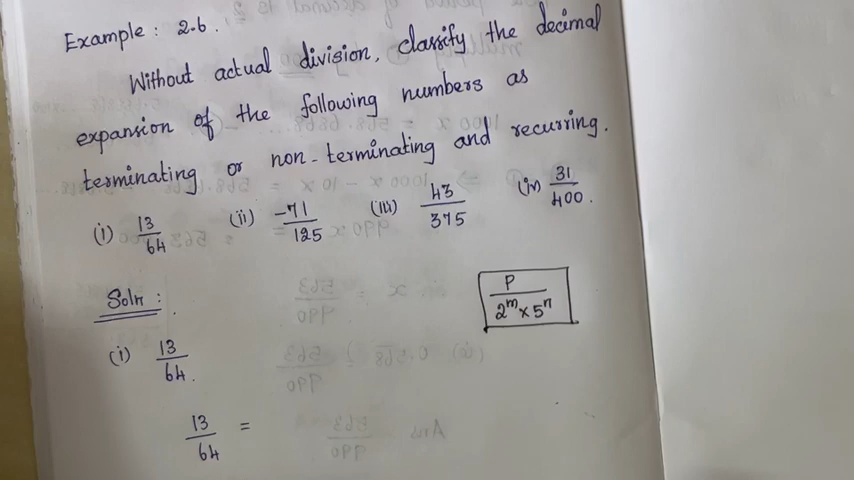 Example : 2.6.
Without actual division, classify the decimal
expansion of the following numbers as
terminating or non-terminating and recurring.
(i) 13/64 (ii) -71/125 (iii) 43/375 (iv) 31/400.
Soln :
P/2^m × 5^n
(i) 13/64.
13/64 =